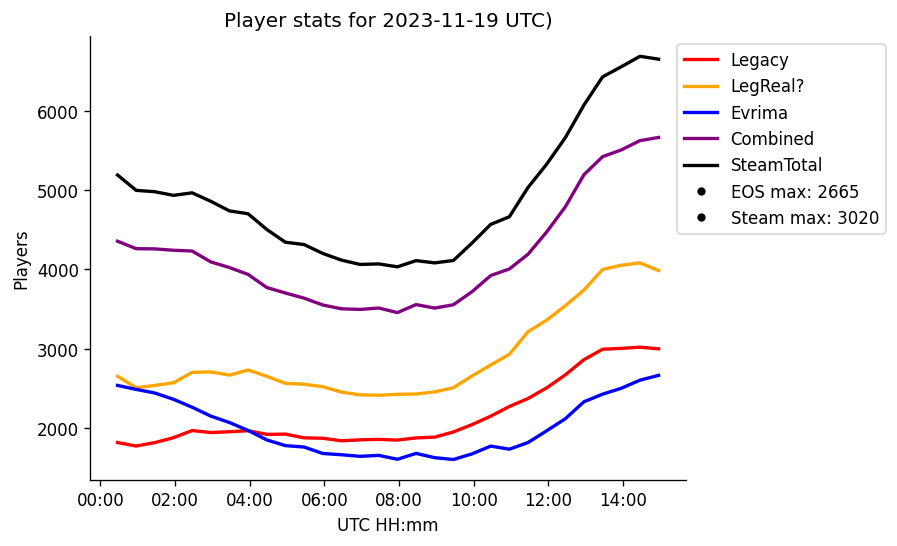 Player stats for 2023-11-19 UTC)
Legacy
LegReal?
Evrima
Combined
SteamTotal
EOS max: 2665
Steam max: 3020
6000
5000
4000
3000
2000
Players
00:00 02:00 04:00 06:00 08:00 10:00 12:00 14:00
UTC HH:mm